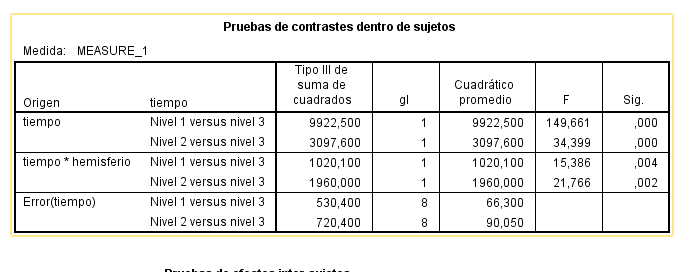 Pruebas de contrastes dentro de sujetos
Medida: MEASURE_1
Origen tiempo Tipo III de suma de cuadrados gl Cuadrático promedio F Sig.
tiempo Nivel 1 versus nivel 3 9922,500 1 9922,500 149,661 ,000
Nivel 2 versus nivel 3 3097,600 1 3097,600 34,399 ,000
tiempo * hemisferio Nivel 1 versus nivel 3 1020,100 1 1020,100 15,386 ,004
Nivel 2 versus nivel 3 1960,000 1 1960,000 21,766 ,002
Error(tiempo) Nivel 1 versus nivel 3 530,400 8 66,300
Nivel 2 versus nivel 3 720,400 8 90,050
Pruebas de efectos inter-sujetos